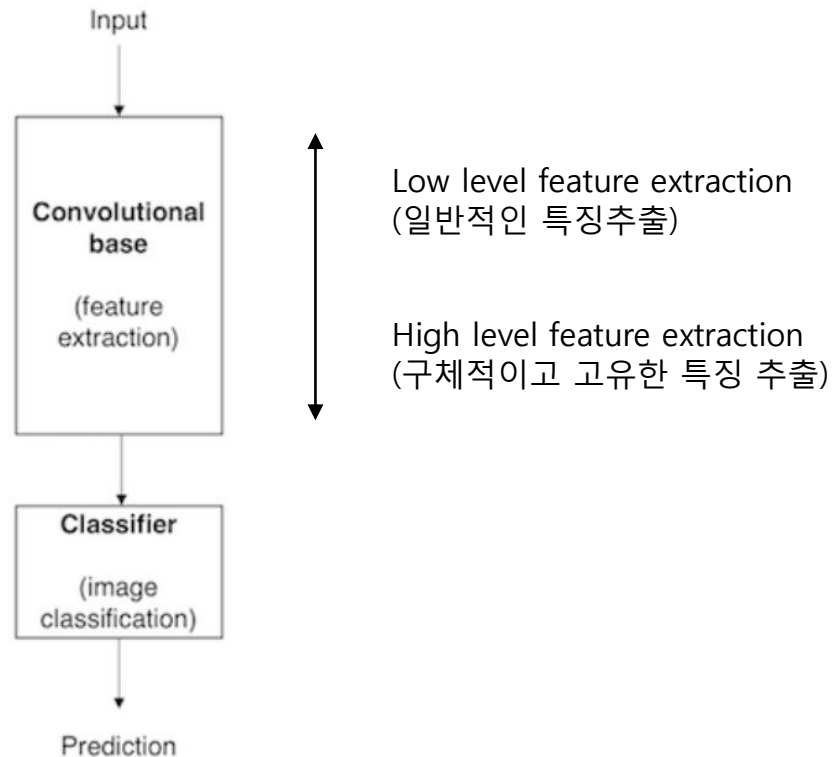 Input
Convolutional
base
(feature
extraction)
Low level feature extraction
(일반적인 특징추출)
High level feature extraction
(구체적이고 고유한 특징 추출)
Classifier
(image
classification)
Prediction